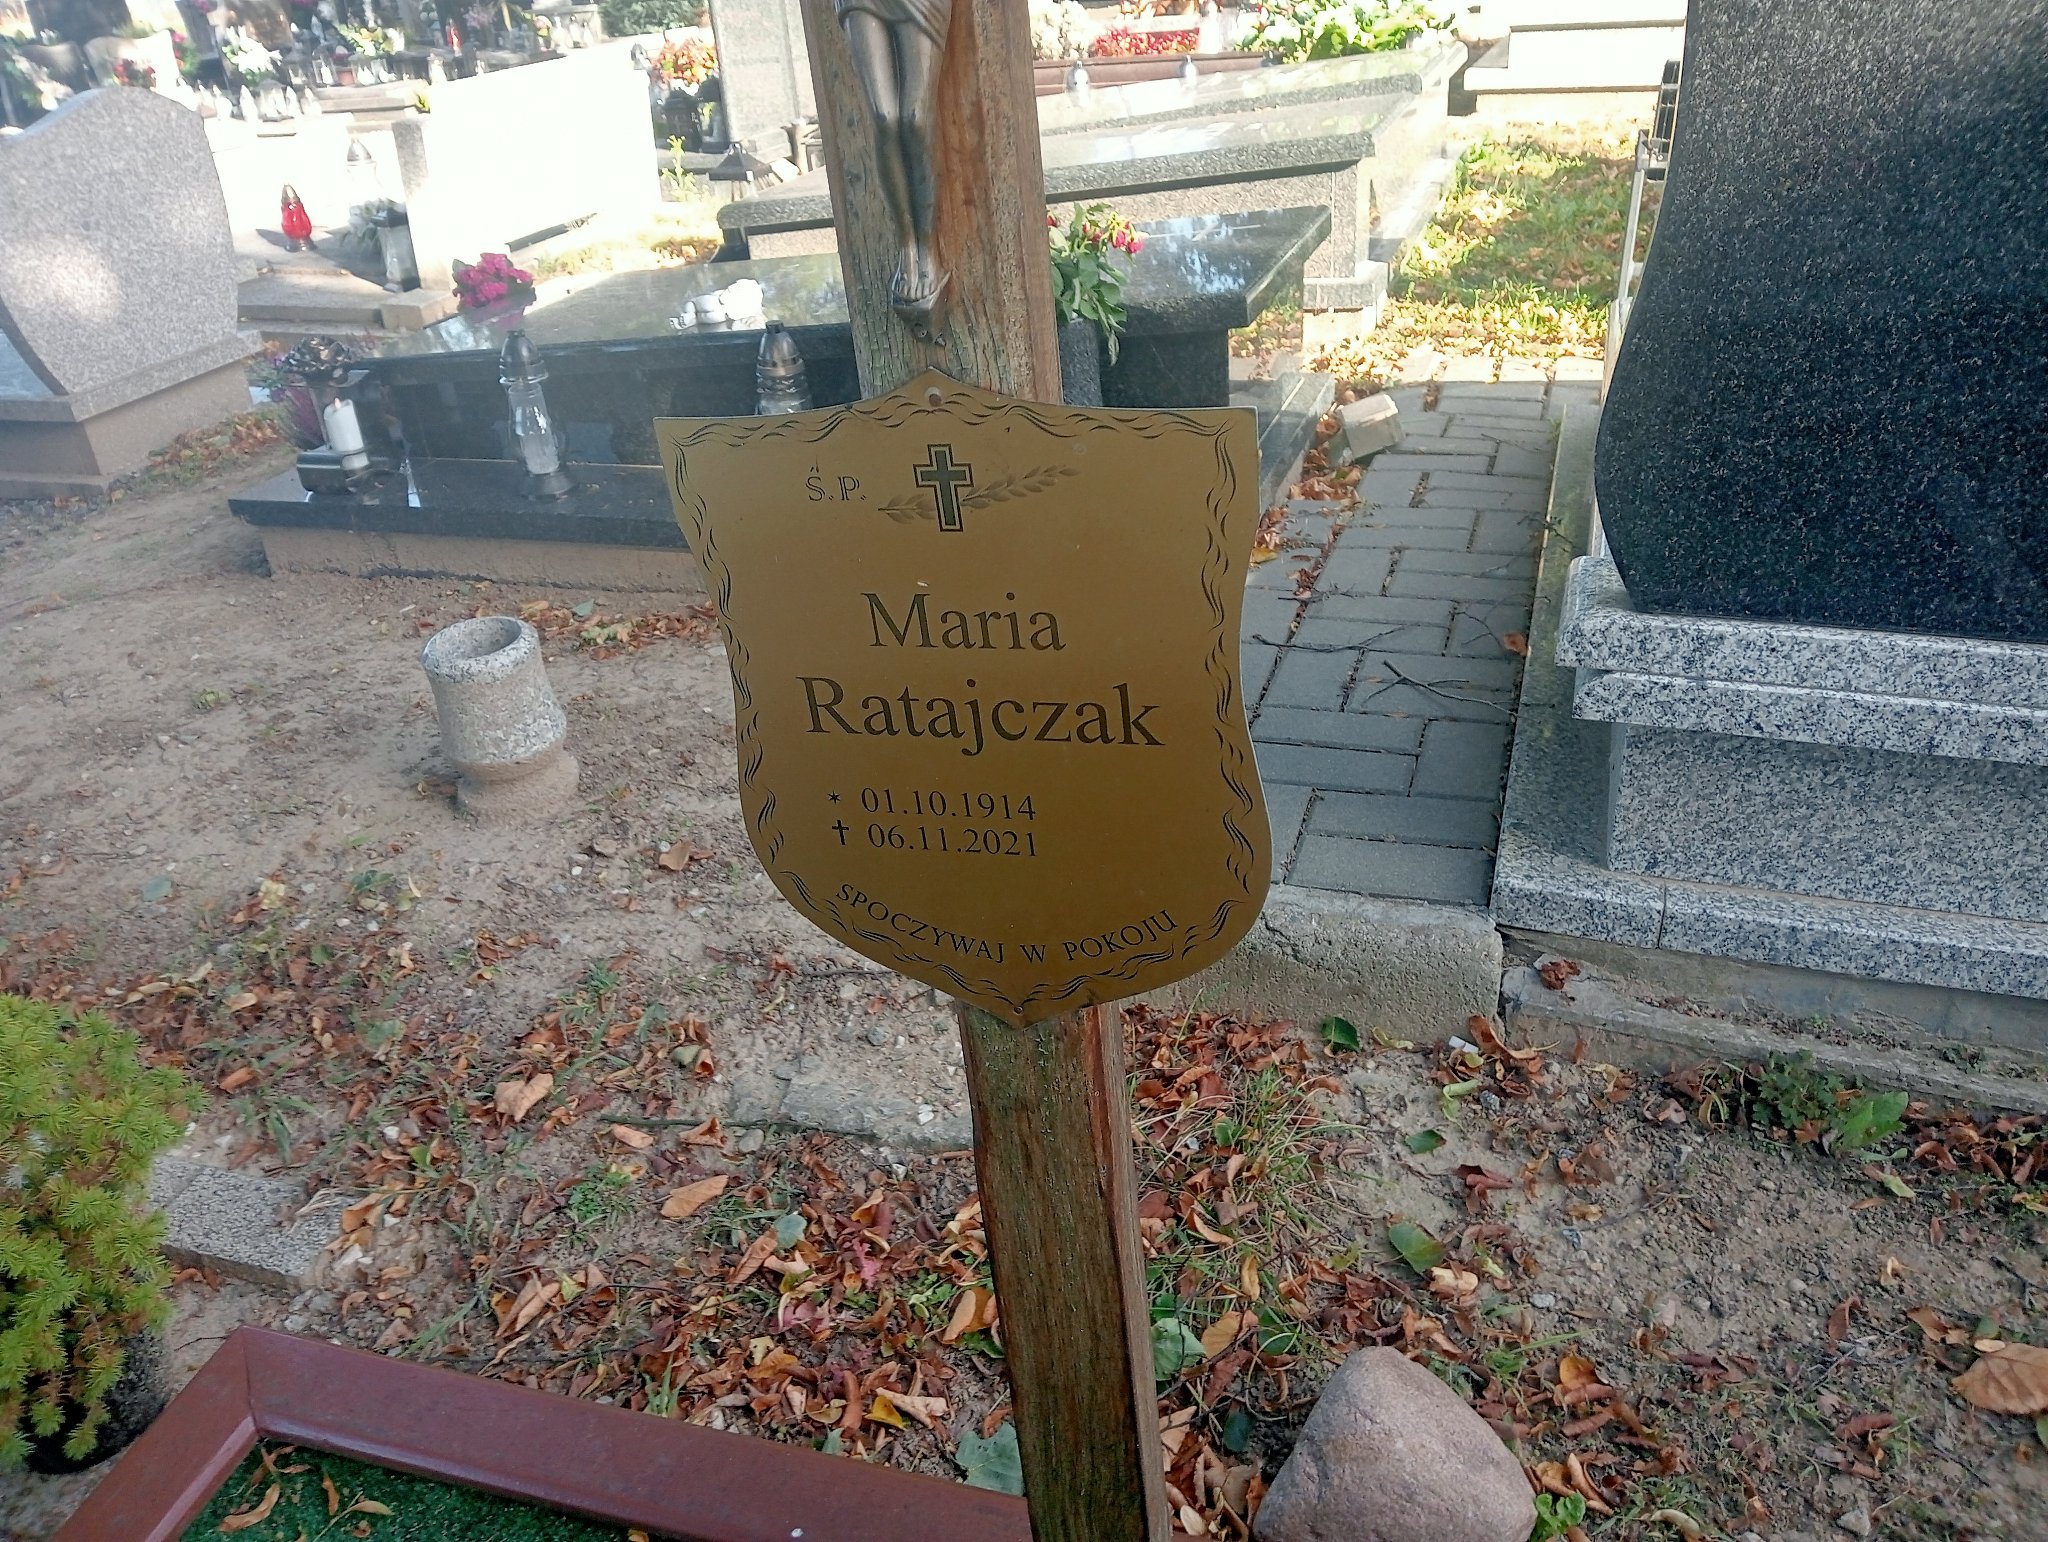 Ś.P.
Maria
Ratajczak
* 01.10.1914
✝ 06.11.2021
SPOCZYWAJ W POKOJU